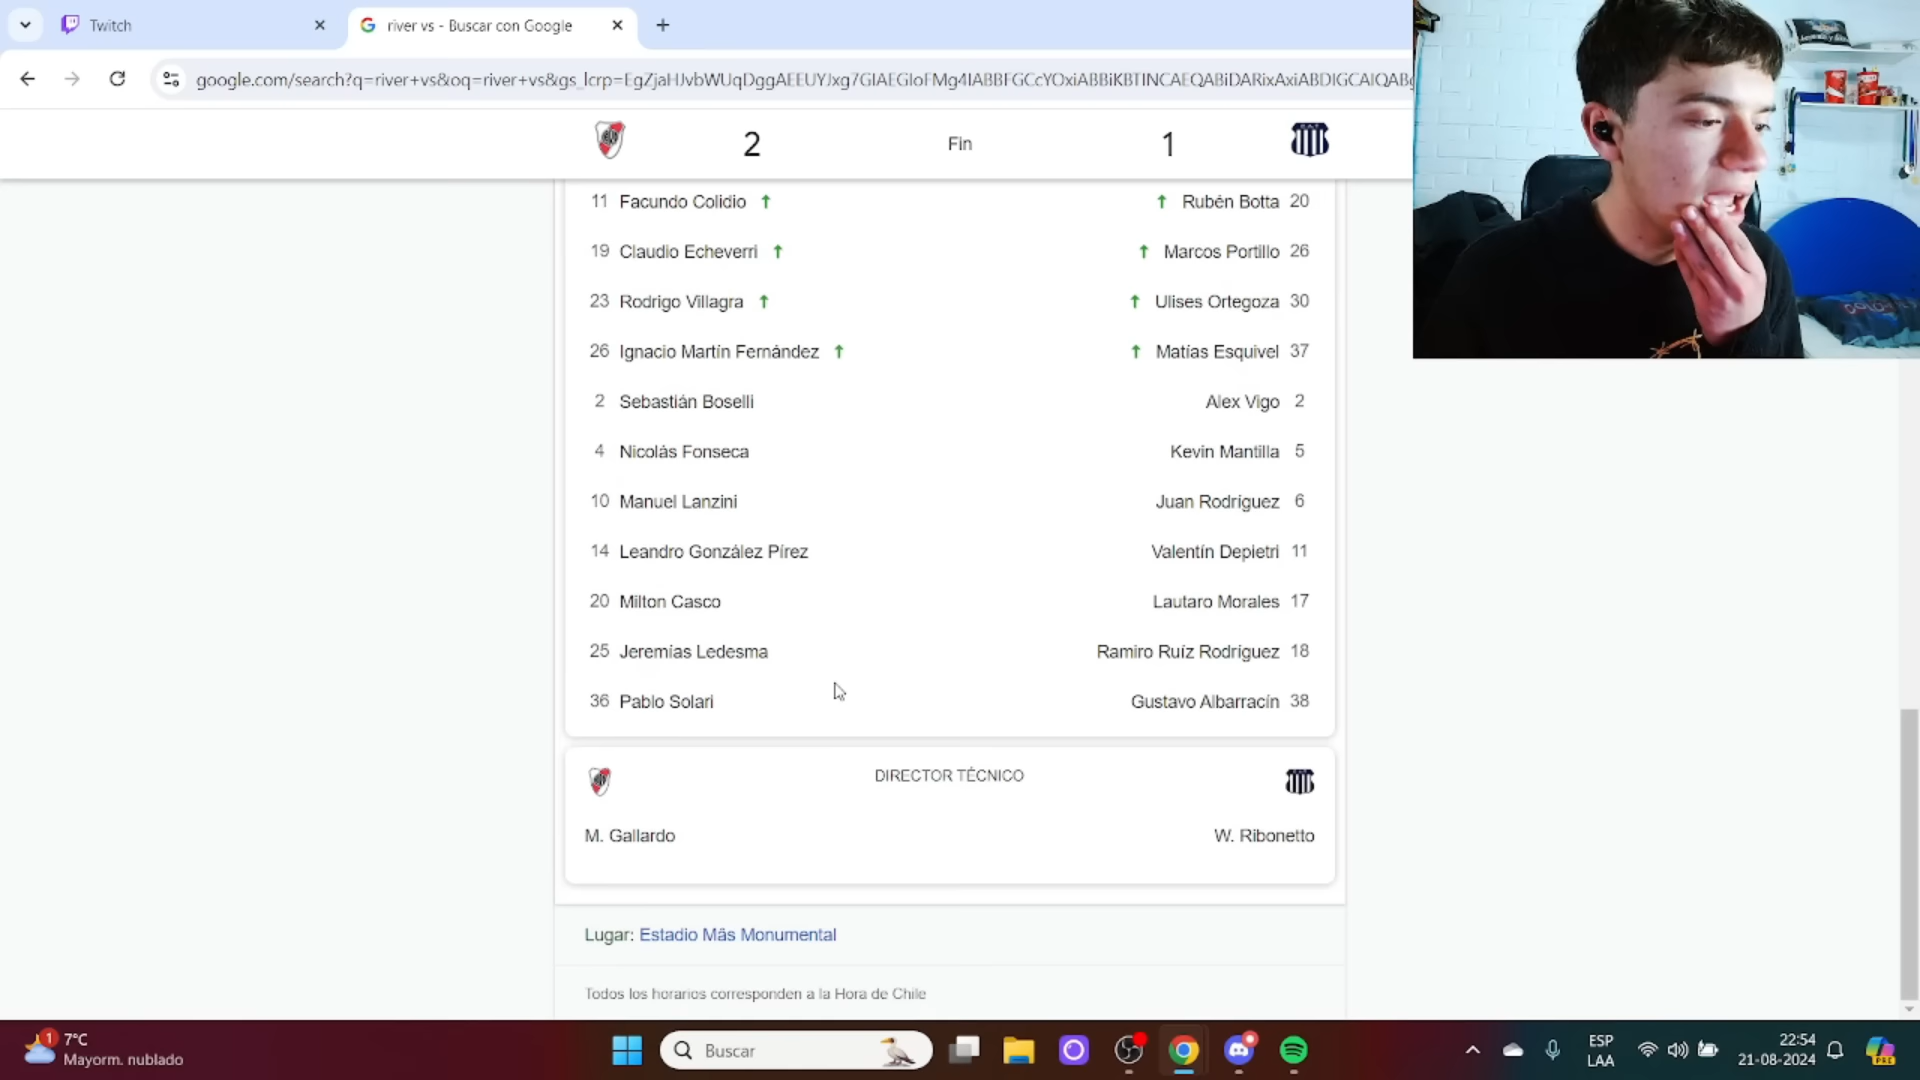 Twitch
river vs - Buscar con Google
google.com/search?q=river+vs&oq=river+vs&gs_lcrp=
2 Fin 1
11 Facundo Colidio ↑ ↑ Rubén Botta 20
19 Claudio Echeverri ↑ ↑ Marcos Portillo 26
23 Rodrigo Villagra ↑ ↑ Ulises Ortegoza 30
26 Ignacio Martín Fernández ↑ ↑ Matías Esquivel 37
2 Sebastián Boselli Alex Vigo 2
4 Nicolás Fonseca Kevin Mantilla 5
10 Manuel Lanzini Juan Rodríguez 6
14 Leandro González Pírez Valentín Depietri 11
20 Milton Casco Lautaro Morales 17
25 Jeremías Ledesma Ramiro Ruíz Rodríguez 18
36 Pablo Solari Gustavo Albarracín 38
DIRECTOR TÉCNICO
M. Gallardo W. Ribonetto
Lugar: Estadio Mâs Monumental
Todos los horarios corresponden a la Hora de Chile
1 7°C
Mayorm. nublado
Buscar
ESP
LAA
22:54
21-08-2024
PRE